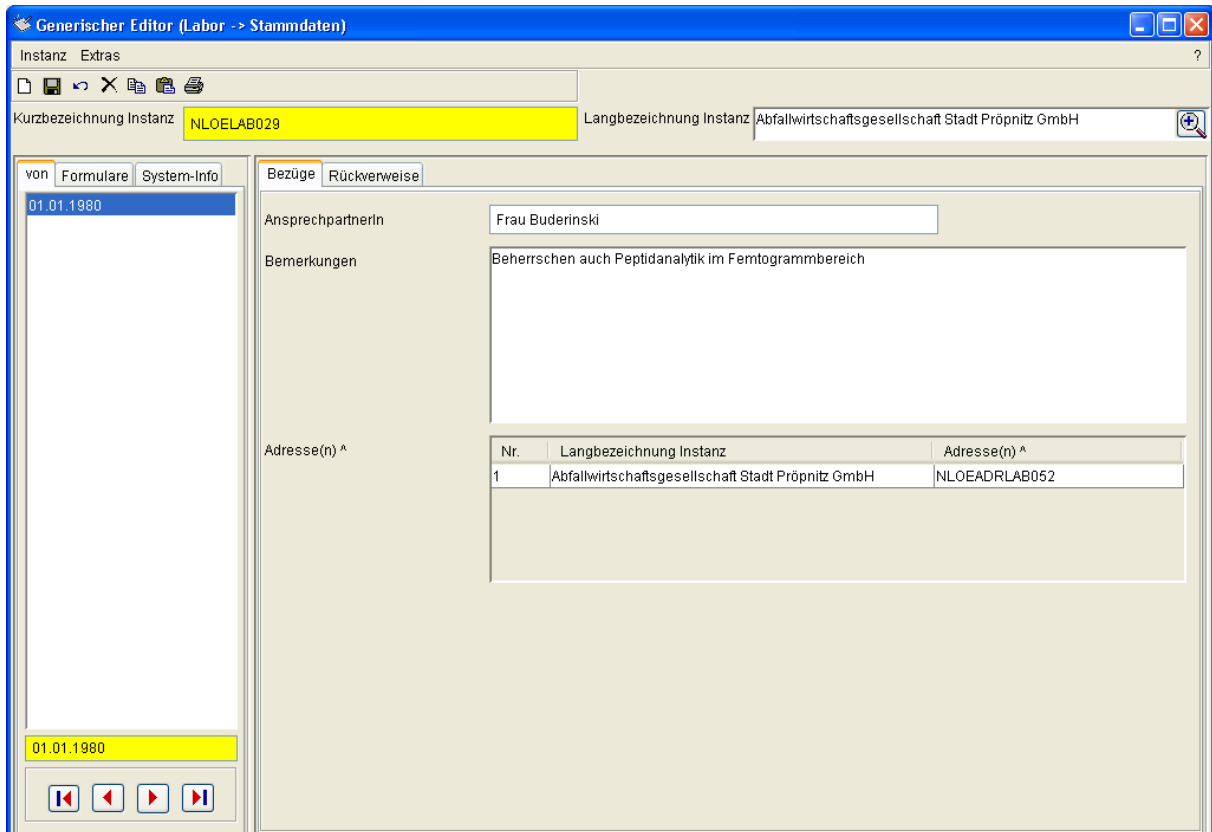 Generischer Editor (Labor -> Stammdaten)
Instanz Extras ?
Kurzbezeichnung Instanz NLOELAB029 Langbezeichnung Instanz Abfallwirtschaftsgesellschaft Stadt Pröpnitz GmbH
von Formulare System-Info
01.01.1980
01.01.1980
Bezüge Rückverweise
AnsprechpartnerIn Frau Buderinski
Bemerkungen Beherrschen auch Peptidanalytik im Femtogrammbereich
Adresse(n) ^ Nr. Langbezeichnung Instanz Adresse(n) ^
1 Abfallwirtschaftsgesellschaft Stadt Pröpnitz GmbH NLOEADRLAB052